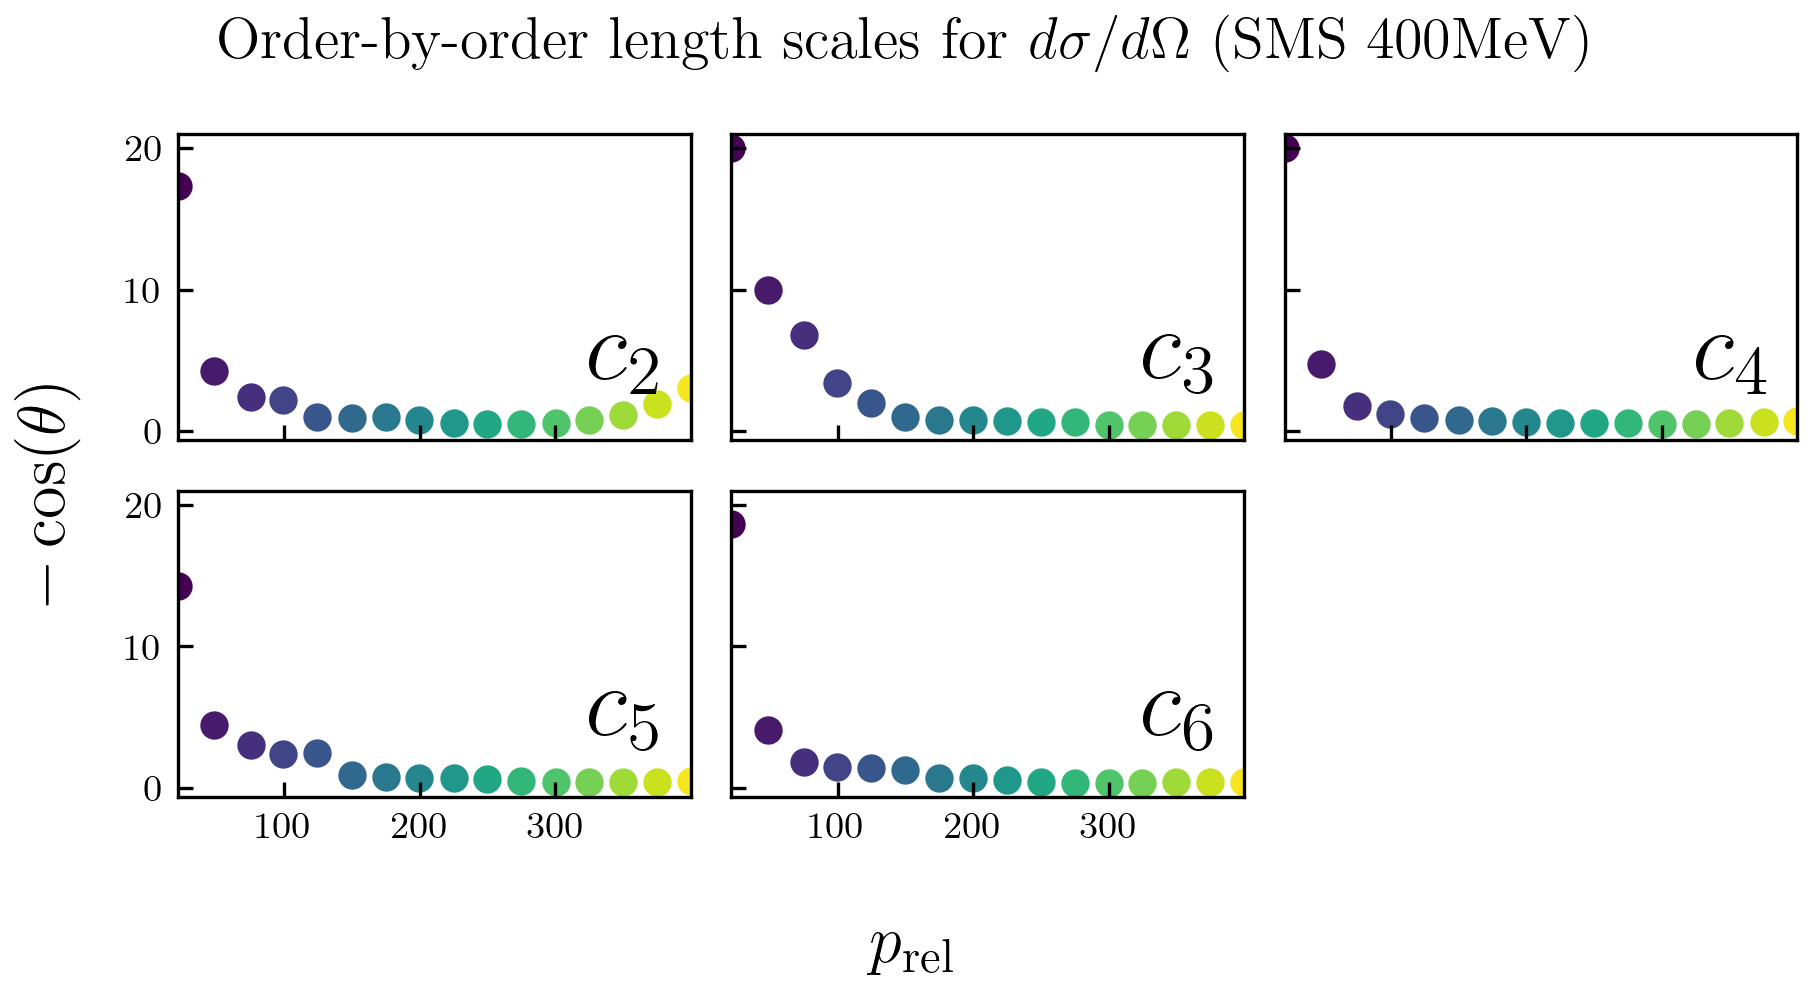 Order-by-order length scales for dσ/dΩ (SMS 400MeV)
− cos(θ)
20
10
0
c₂
c₃
c₄
20
10
0
c₅
c₆
100 200 300
100 200 300
p_rel